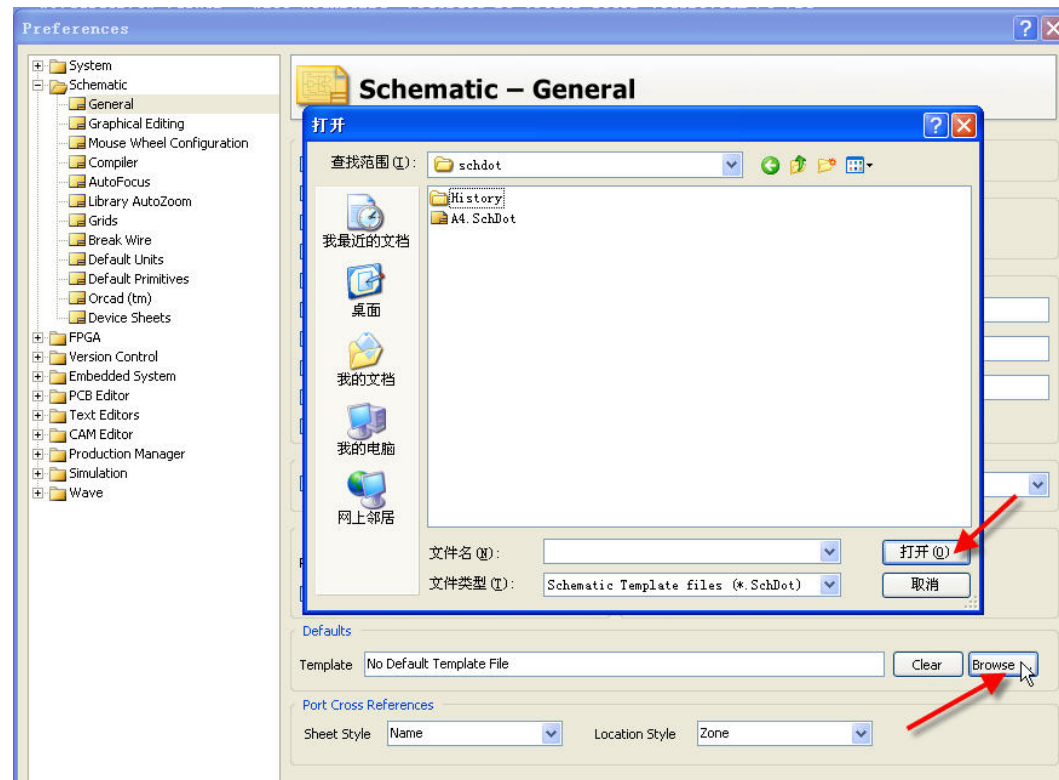 Preferences
System
Schematic
General
Graphical Editing
Mouse Wheel Configuration
Compiler
AutoFocus
Library AutoZoom
Grids
Break Wire
Default Units
Default Primitives
Orcad (tm)
Device Sheets
FPGA
Version Control
Embedded System
PCB Editor
Text Editors
CAM Editor
Production Manager
Simulation
Wave
Schematic – General
打开
查找范围(I):
schdot
History
A4.SchDot
我最近的文档
桌面
我的文档
我的电脑
网上邻居
文件名(N):
打开(O)
文件类型(T):
Schematic Template files (*.SchDot)
取消
Defaults
Template
No Default Template File
Clear
Browse
Port Cross References
Sheet Style
Name
Location Style
Zone